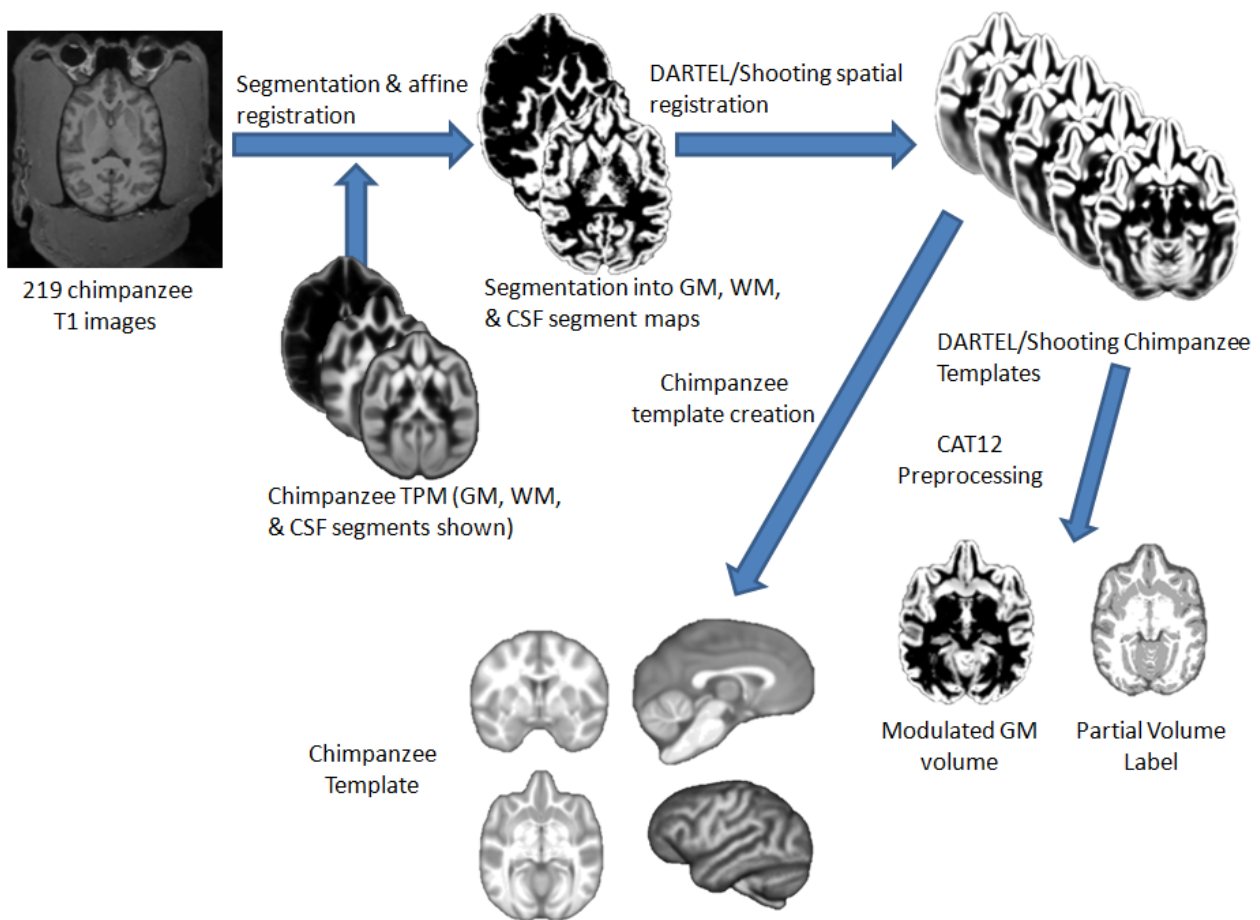 219 chimpanzee
T1 images
Segmentation & affine
registration
Chimpanzee TPM (GM, WM,
& CSF segments shown)
Segmentation into GM, WM,
& CSF segment maps
DARTEL/Shooting spatial
registration
DARTEL/Shooting Chimpanzee
Templates
Chimpanzee
template creation
CAT12
Preprocessing
Chimpanzee
Template
Modulated GM
volume
Partial Volume
Label